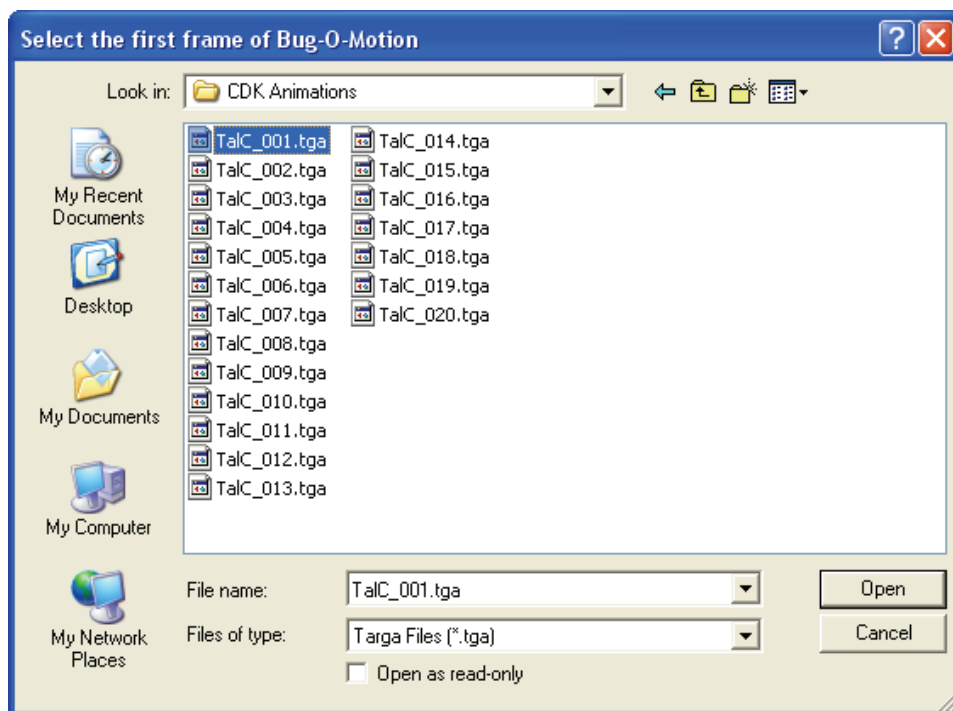 Select the first frame of Bug-O-Motion
Look in:
CDK Animations
My Recent
Documents
Desktop
My Documents
My Computer
My Network
Places
TalC_001.tga
TalC_002.tga
TalC_003.tga
TalC_004.tga
TalC_005.tga
TalC_006.tga
TalC_007.tga
TalC_008.tga
TalC_009.tga
TalC_010.tga
TalC_011.tga
TalC_012.tga
TalC_013.tga
TalC_014.tga
TalC_015.tga
TalC_016.tga
TalC_017.tga
TalC_018.tga
TalC_019.tga
TalC_020.tga
File name:
TalC_001.tga
Open
Files of type:
Targa Files (*.tga)
Cancel
Open as read-only